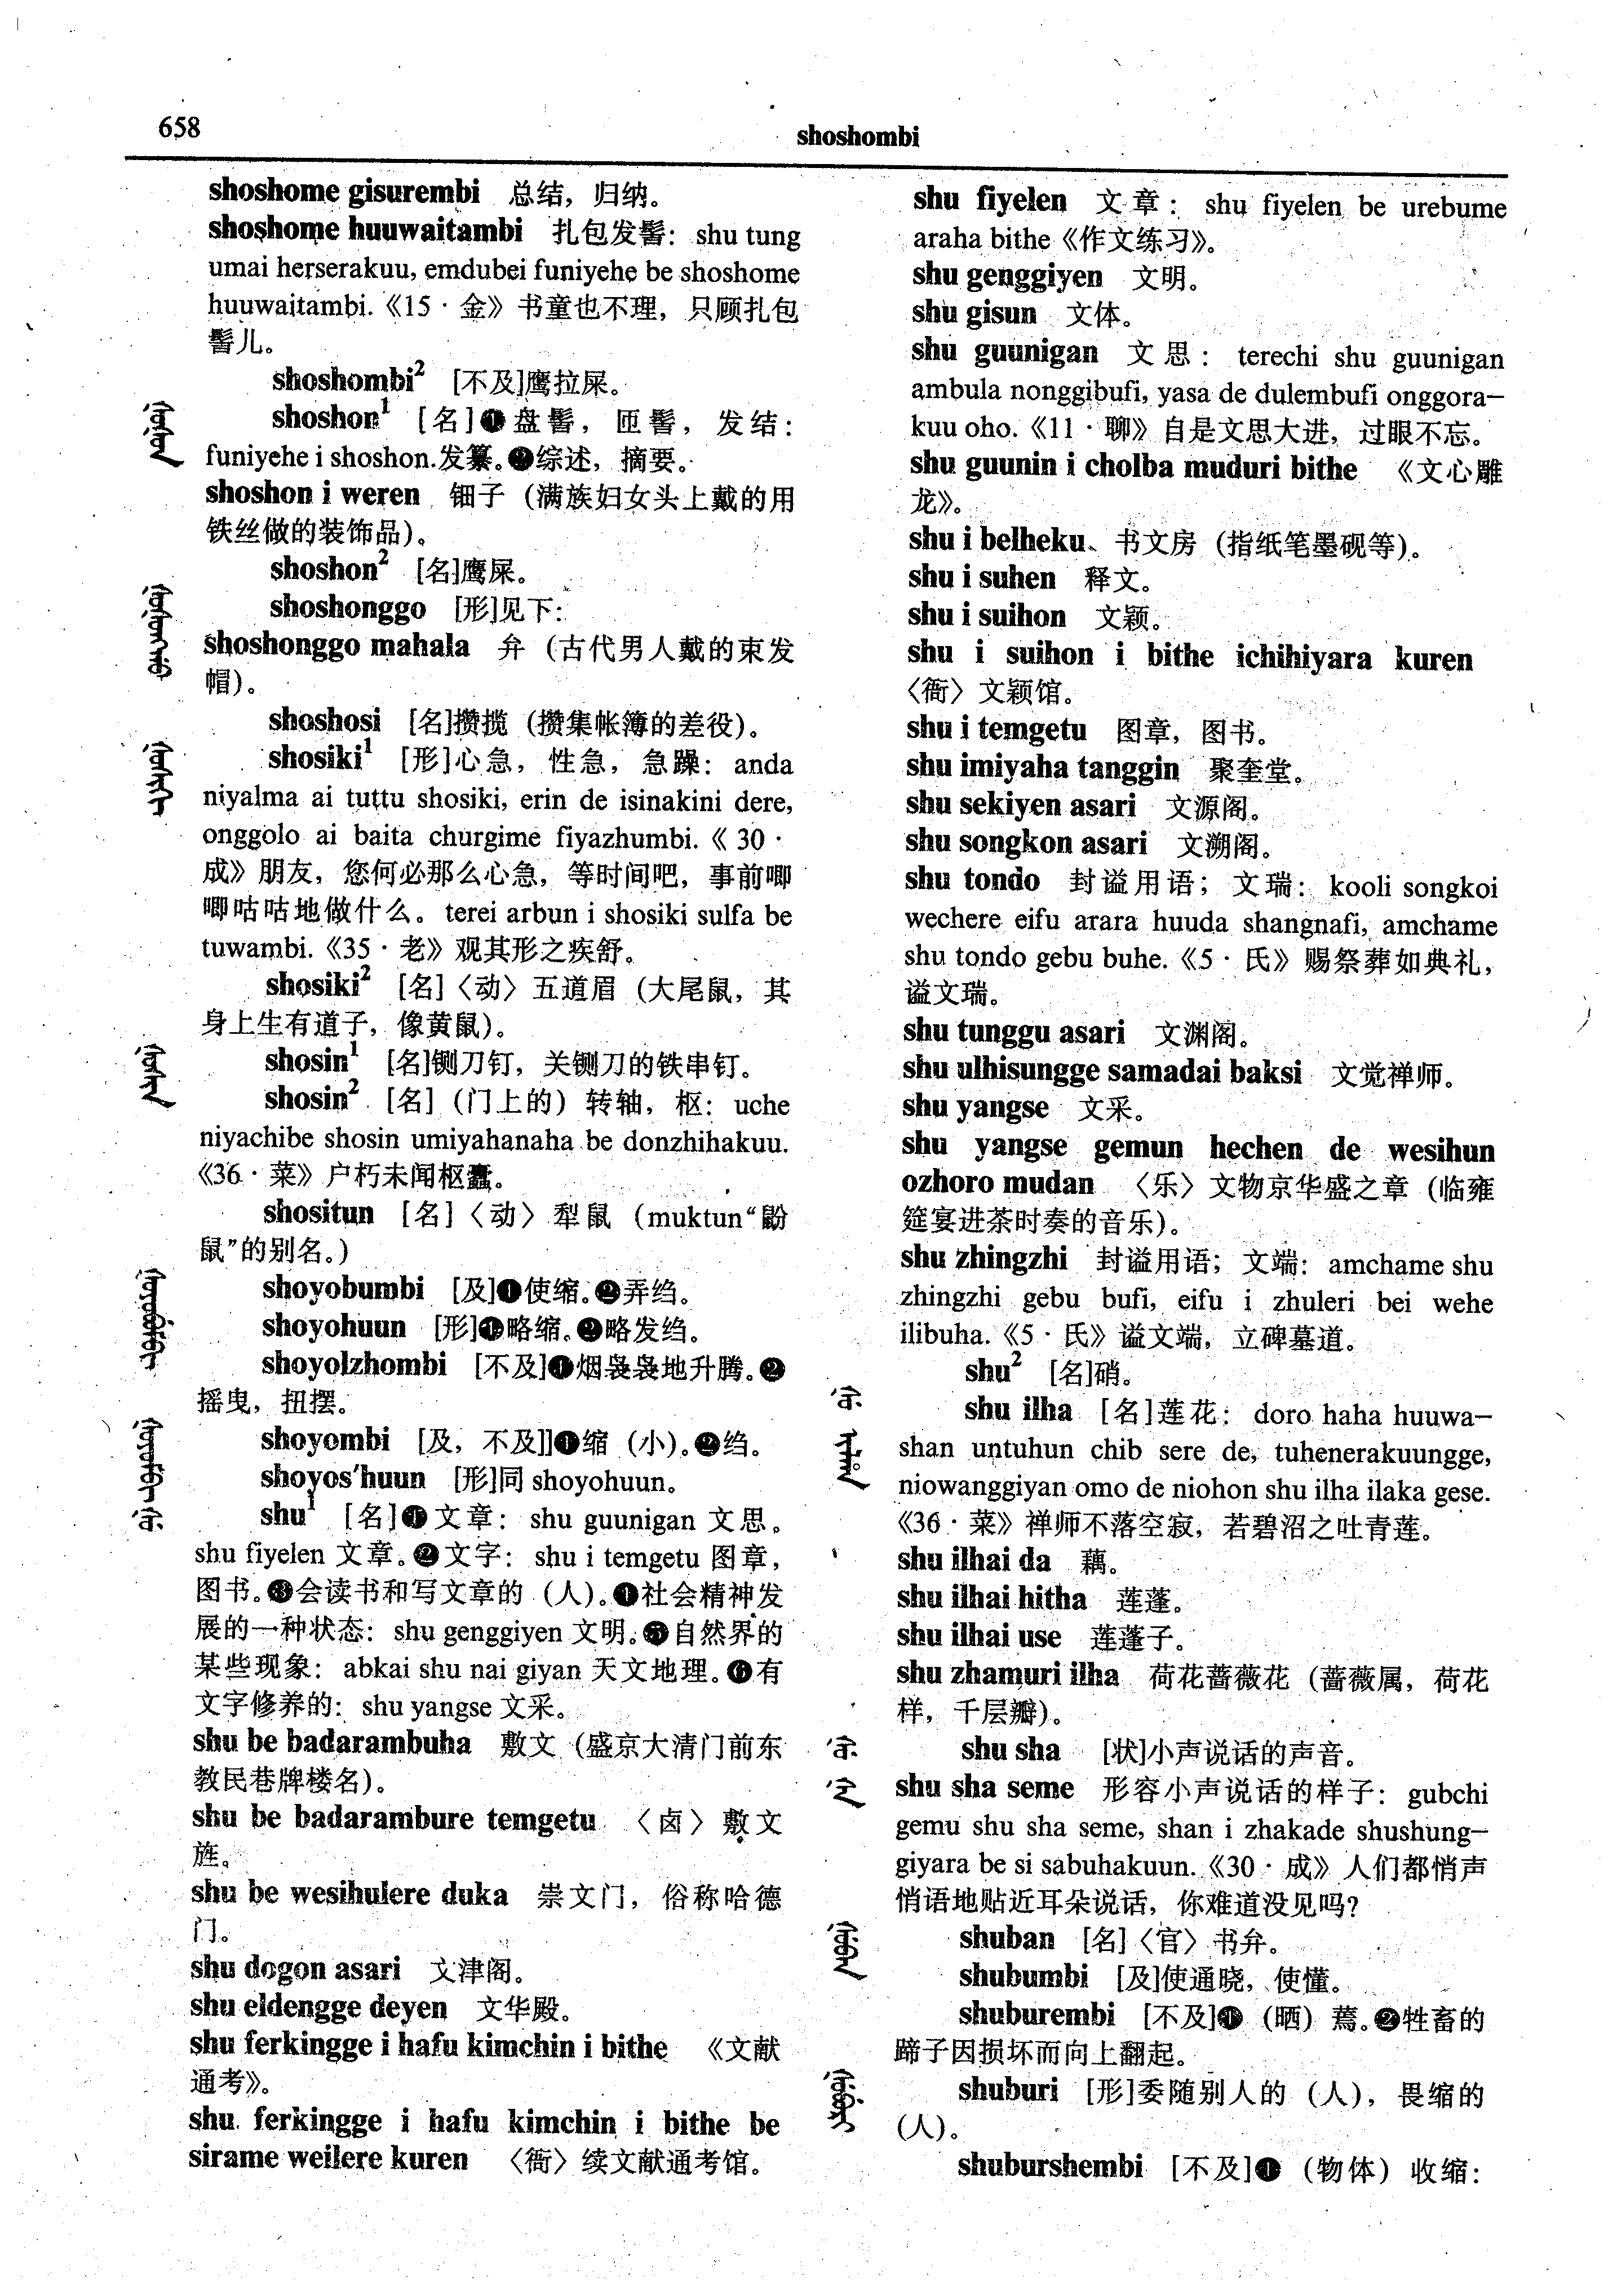 658
shoshombi
shoshome gisurembi 总结，归纳。
shoshome huuwaitambi 扎包发髻：shu tung
umai herserakuu, emdubei funiyehe be shoshome
huuwaitambi.《15·金》书童也不理，只顾扎包
髻儿。
shoshombi² [不及]鹰拉屎。
shoshon¹ [名]❶盘髻，匝髻，发结：
funiyehe i shoshon.发纂。❷综述，摘要。
shoshon i weren 钿子（满族妇女头上戴的用
铁丝做的装饰品）。
shoshon² [名]鹰屎。
shoshonggo [形]见下：
shoshonggo mahala 弁（古代男人戴的束发
帽）。
shoshosi [名]攒揽（攒集帐簿的差役）。
shosiki¹ [形]心急，性急，急躁：anda
niyalma ai tuttu shosiki, erin de isinakini dere,
onggolo ai baita churgime fiyazhumbi.《30·
成》朋友，您何必那么心急，等时间吧，事前唧
唧咕咕地做什么。terei arbun i shosiki sulfa be
tuwambi.《35·老》观其形之疾舒。
shosiki² [名]〈动〉五道眉（大尾鼠，其
身上生有道子，像黄鼠）。
shosin¹ [名]铡刀钉，关铡刀的铁串钉。
shosin² [名]（门上的）转轴，枢：uche
niyachibe shosin umiyahanaha be donzhihakuu.
《36·菜》户朽未闻枢蠹。
shositun [名]〈动〉犁鼠（muktun“鼢
鼠”的别名。）
shoyobumbi [及]❶使缩。❷弄绉。
shoyohuun [形]❶略缩。❷略发绉。
shoyolzhombi [不及]❶烟袅袅地升腾。❷
摇曳，扭摆。
shoyombi [及，不及]]❶缩（小）。❷绉。
shoyos'huun [形]同 shoyohuun。
shu¹ [名]❶文章：shu guunigan 文思。
shu fiyelen 文章。❷文字：shu i temgetu 图章，
图书。❸会读书和写文章的（人）。❹社会精神发
展的一种状态：shu genggiyen 文明。❺自然界的
某些现象：abkai shu nai giyan 天文地理。❻有
文字修养的：shu yangse 文采。
shu be badarambuha 敷文（盛京大清门前东
教民巷牌楼名）。
shu be badarambure temgetu 〈卤〉敷文
旌。
shu be wesihulere duka 崇文门，俗称哈德
门。
shu dogon asari 文津阁。
shu eldengge deyen 文华殿。
shu ferkingge i hafu kimchin i bithe 《文献
通考》。
shu ferkingge i hafu kimchin i bithe be
sirame weilere kuren 〈衙〉续文献通考馆。
shu fiyelen 文章：shu fiyelen be urebume
araha bithe《作文练习》。
shu genggiyen 文明。
shu gisun 文体。
shu guunigan 文思：terechi shu guunigan
ambula nonggibufi, yasa de dulembufi onggora-
kuu oho.《11·聊》自是文思大进，过眼不忘。
shu guunin i cholba muduri bithe 《文心雕
龙》。
shu i belheku、书文房（指纸笔墨砚等）。
shu i suhen 释文。
shu i suihon 文颖。
shu i suihon i bithe ichihiyara kuren
〈衙〉文颖馆。
shu i temgetu 图章，图书。
shu imiyaha tanggin 聚奎堂。
shu sekiyen asari 文源阁。
shu songkon asari 文溯阁。
shu tondo 封谥用语；文瑞：kooli songkoi
wechere eifu arara huuda shangnafi, amchame
shu tondo gebu buhe.《5·氏》赐祭葬如典礼，
谥文瑞。
shu tunggu asari 文渊阁。
shu ulhisungge samadai baksi 文觉禅师。
shu yangse 文采。
shu yangse gemun hechen de wesihun
ozhoro mudan 〈乐〉文物京华盛之章（临雍
筵宴进茶时奏的音乐）。
shu zhingzhi 封谥用语；文端：amchame shu
zhingzhi gebu bufi, eifu i zhuleri bei wehe
ilibuha.《5·氏》谥文端，立碑墓道。
shu² [名]硝。
shu ilha [名]莲花：doro haha huuwa-
shan untuhun chib sere de, tuhenerakuungge,
niowanggiyan omo de niohon shu ilha ilaka gese.
《36·菜》禅师不落空寂，若碧沼之吐青莲。
shu ilhai da 藕。
shu ilhai hitha 莲蓬。
shu ilhai use 莲蓬子。
shu zhamuri ilha 荷花蔷薇花（蔷薇属，荷花
样，千层瓣）。
shu sha [状]小声说话的声音。
shu sha seme 形容小声说话的样子：gubchi
gemu shu sha seme, shan i zhakade shushung-
giyara be si sabuhakuun.《30·成》人们都悄声
悄语地贴近耳朵说话，你难道没见吗？
shuban [名]〈官〉书弁。
shubumbi [及]使通晓，使懂。
shuburembi [不及]❶（晒）蔫。❷牲畜的
蹄子因损坏而向上翻起。
shuburi [形]委随别人的（人），畏缩的
（人）。
shuburshembi [不及]❶（物体）收缩：